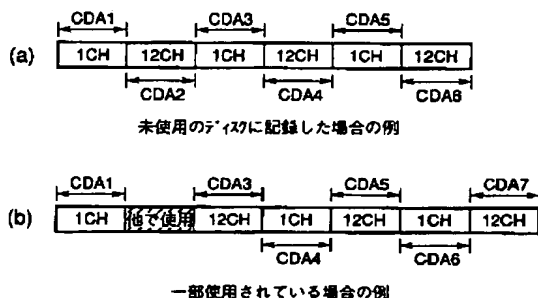 CDA1 CDA3 CDA5
(a) 1CH 12CH 1CH 12CH 1CH 12CH
CDA2 CDA4 CDA6
未使用のディスクに記録した場合の例
CDA1 CDA3 CDA5 CDA7
(b) 1CH 他で使用 12CH 1CH 12CH 1CH 12CH
CDA4 CDA6
一部使用されている場合の例